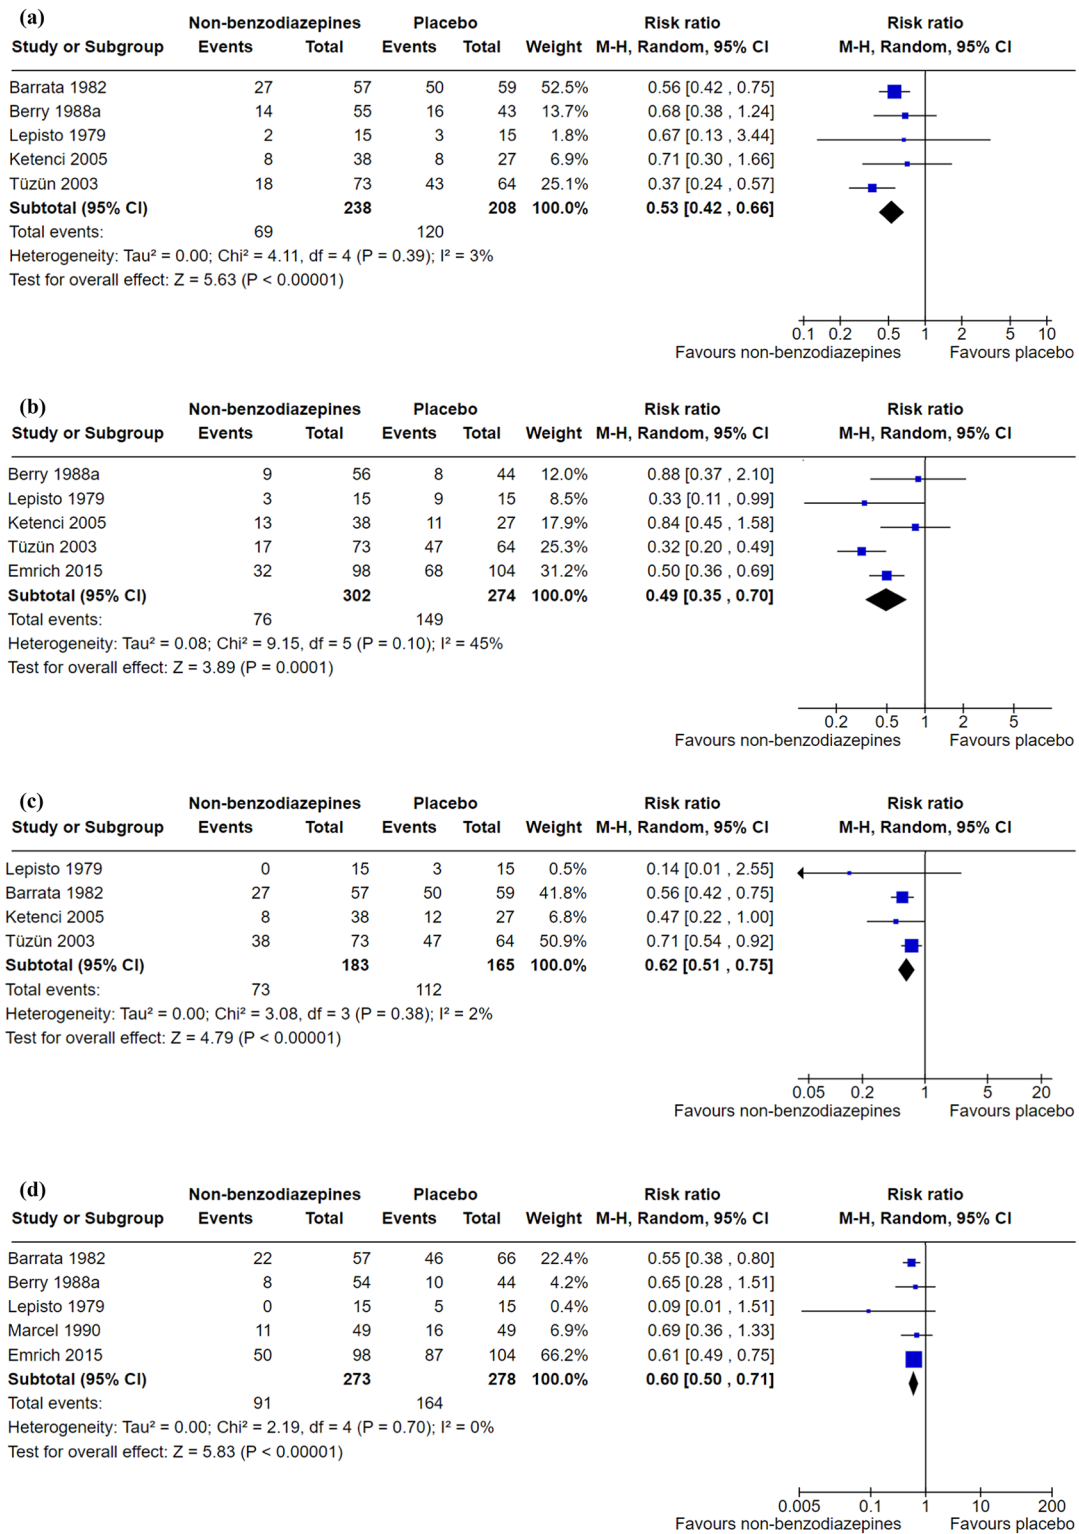 (a)
Non-benzodiazepines Placebo Risk ratio Risk ratio
Study or Subgroup Events Total Events Total Weight M-H, Random, 95% CI M-H, Random, 95% CI
Barrata 1982 27 57 50 59 52.5% 0.56 [0.42 , 0.75]
Berry 1988a 14 55 16 43 13.7% 0.68 [0.38 , 1.24]
Lepisto 1979 2 15 3 15 1.8% 0.67 [0.13 , 3.44]
Ketenci 2005 8 38 8 27 6.9% 0.71 [0.30 , 1.66]
Tüzün 2003 18 73 43 64 25.1% 0.37 [0.24 , 0.57]
Subtotal (95% CI) 238 208 100.0% 0.53 [0.42 , 0.66]
Total events: 69 120
Heterogeneity: Tau² = 0.00; Chi² = 4.11, df = 4 (P = 0.39); I² = 3%
Test for overall effect: Z = 5.63 (P < 0.00001)
0.1 0.2 0.5 1 2 5 10
Favours non-benzodiazepines Favours placebo
(b)
Non-benzodiazepines Placebo Risk ratio Risk ratio
Study or Subgroup Events Total Events Total Weight M-H, Random, 95% CI M-H, Random, 95% CI
Berry 1988a 9 56 8 44 12.0% 0.88 [0.37 , 2.10]
Lepisto 1979 3 15 9 15 8.5% 0.33 [0.11 , 0.99]
Ketenci 2005 13 38 11 27 17.9% 0.84 [0.45 , 1.58]
Tüzün 2003 17 73 47 64 25.3% 0.32 [0.20 , 0.49]
Emrich 2015 32 98 68 104 31.2% 0.50 [0.36 , 0.69]
Subtotal (95% CI) 302 274 100.0% 0.49 [0.35 , 0.70]
Total events: 76 149
Heterogeneity: Tau² = 0.08; Chi² = 9.15, df = 5 (P = 0.10); I² = 45%
Test for overall effect: Z = 3.89 (P = 0.0001)
0.2 0.5 1 2 5
Favours non-benzodiazepines Favours placebo
(c)
Non-benzodiazepines Placebo Risk ratio Risk ratio
Study or Subgroup Events Total Events Total Weight M-H, Random, 95% CI M-H, Random, 95% CI
Lepisto 1979 0 15 3 15 0.5% 0.14 [0.01 , 2.55]
Barrata 1982 27 57 50 59 41.8% 0.56 [0.42 , 0.75]
Ketenci 2005 8 38 12 27 6.8% 0.47 [0.22 , 1.00]
Tüzün 2003 38 73 47 64 50.9% 0.71 [0.54 , 0.92]
Subtotal (95% CI) 183 165 100.0% 0.62 [0.51 , 0.75]
Total events: 73 112
Heterogeneity: Tau² = 0.00; Chi² = 3.08, df = 3 (P = 0.38); I² = 2%
Test for overall effect: Z = 4.79 (P < 0.00001)
0.05 0.2 1 5 20
Favours non-benzodiazepines Favours placebo
(d)
Non-benzodiazepines Placebo Risk ratio Risk ratio
Study or Subgroup Events Total Events Total Weight M-H, Random, 95% CI M-H, Random, 95% CI
Barrata 1982 22 57 46 66 22.4% 0.55 [0.38 , 0.80]
Berry 1988a 8 54 10 44 4.2% 0.65 [0.28 , 1.51]
Lepisto 1979 0 15 5 15 0.4% 0.09 [0.01 , 1.51]
Marcel 1990 11 49 16 49 6.9% 0.69 [0.36 , 1.33]
Emrich 2015 50 98 87 104 66.2% 0.61 [0.49 , 0.75]
Subtotal (95% CI) 273 278 100.0% 0.60 [0.50 , 0.71]
Total events: 91 164
Heterogeneity: Tau² = 0.00; Chi² = 2.19, df = 4 (P = 0.70); I² = 0%
Test for overall effect: Z = 5.83 (P < 0.00001)
0.005 0.1 1 10 200
Favours non-benzodiazepines Favours placebo